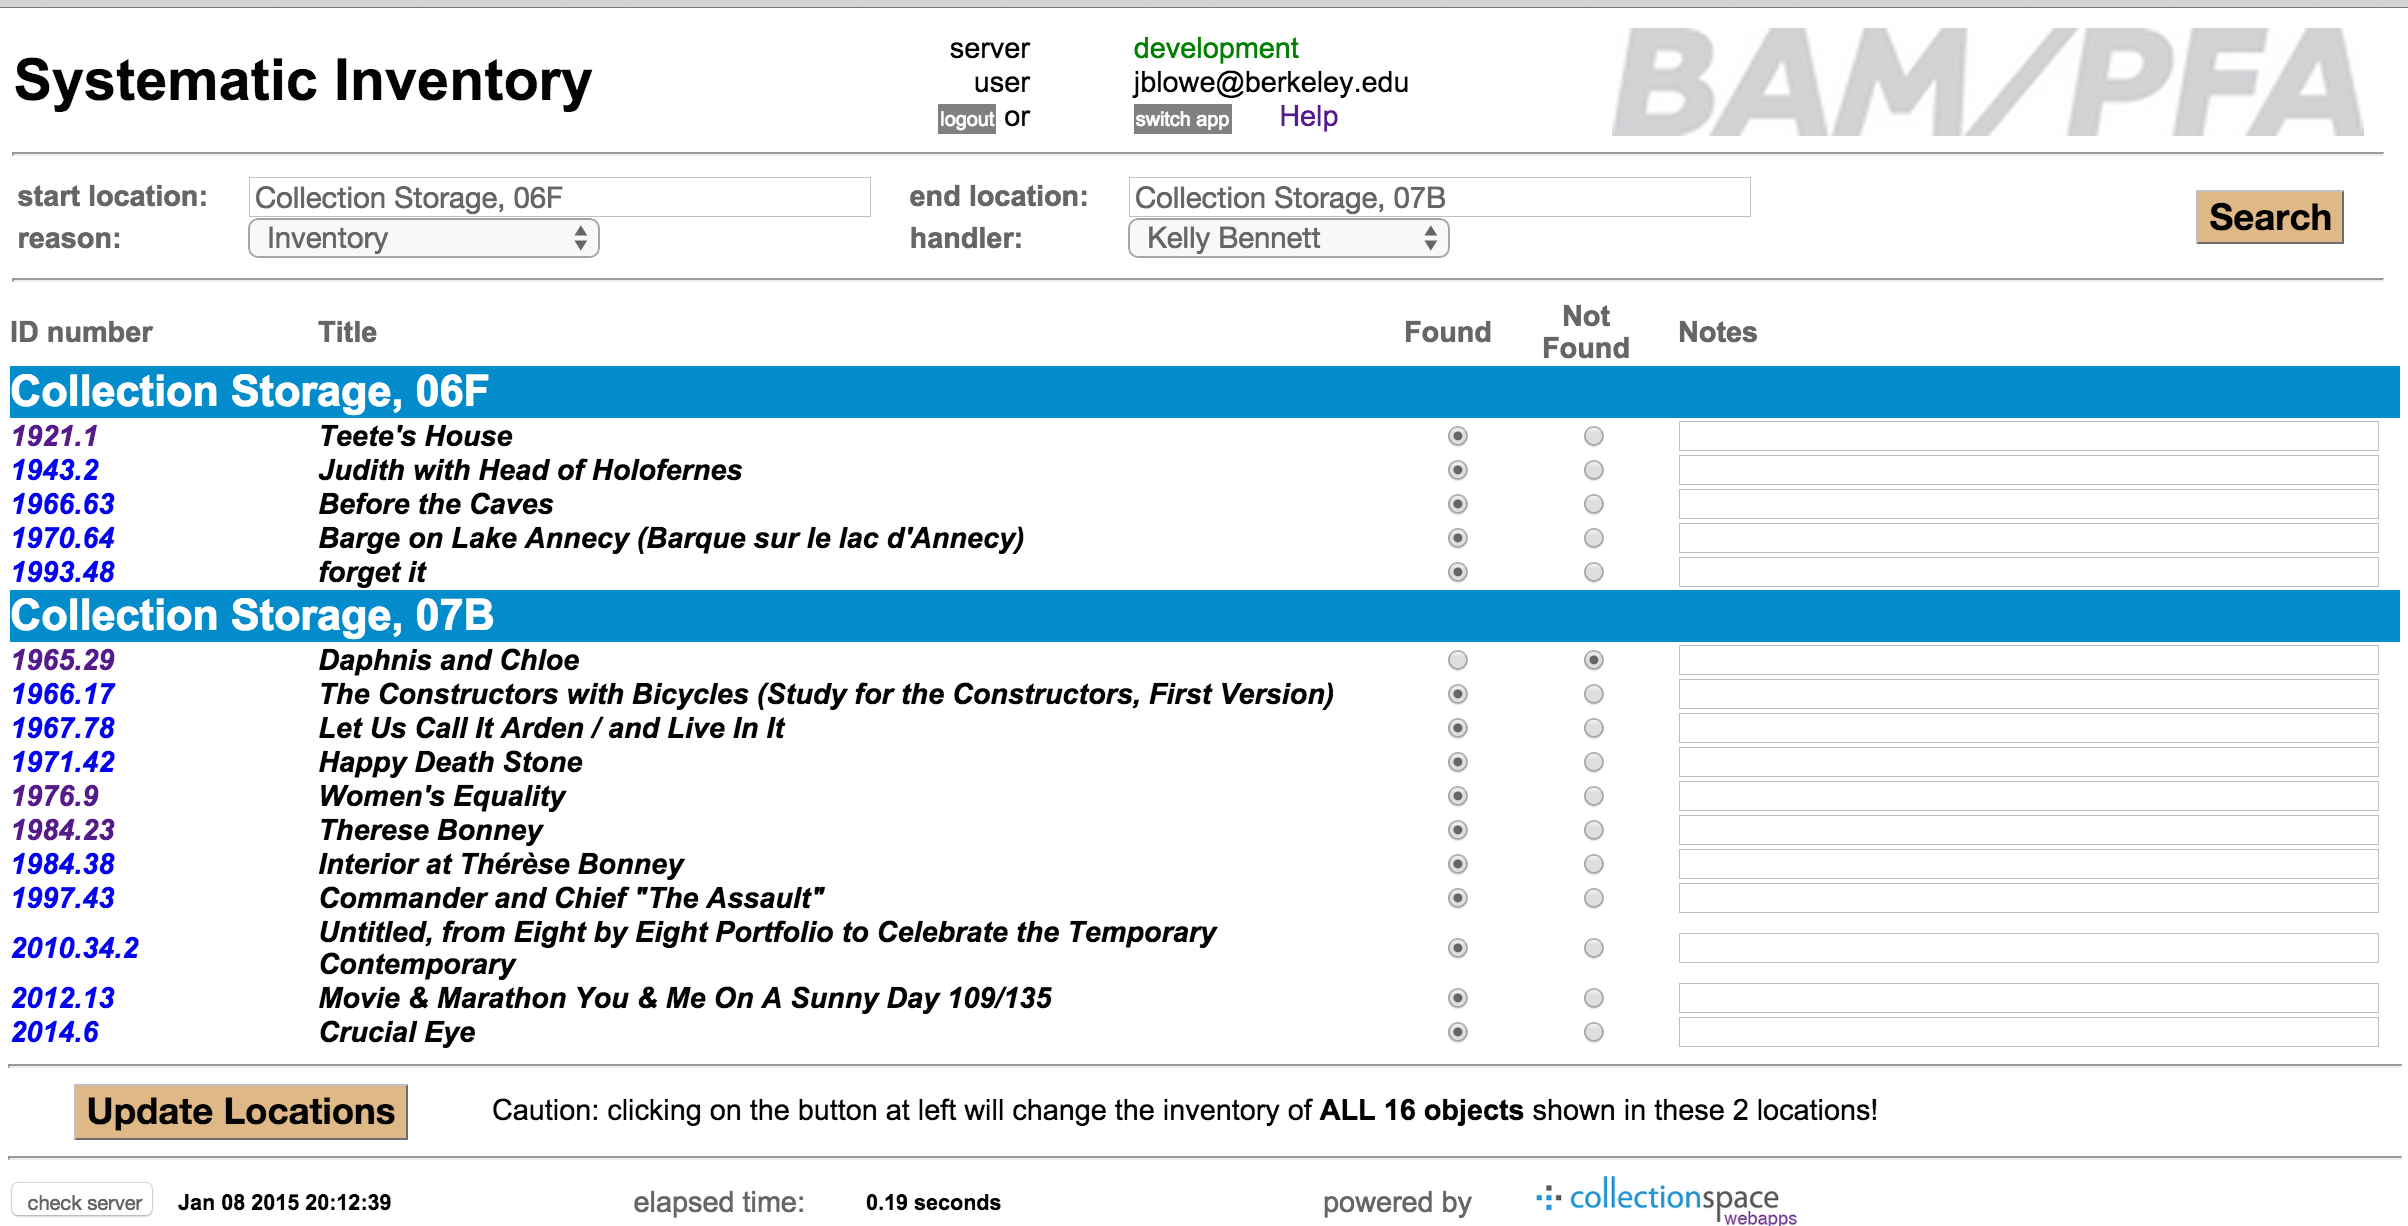 Systematic Inventory
server development
user jblowe@berkeley.edu
logout or switch app Help
BAM/PFA
start location: Collection Storage, 06F end location: Collection Storage, 07B
reason: Inventory handler: Kelly Bennett
Search
ID number Title Found Not Found Notes
Collection Storage, 06F
1921.1 Teete's House
1943.2 Judith with Head of Holofernes
1966.63 Before the Caves
1970.64 Barge on Lake Annecy (Barque sur le lac d'Annecy)
1993.48 forget it
Collection Storage, 07B
1965.29 Daphnis and Chloe
1966.17 The Constructors with Bicycles (Study for the Constructors, First Version)
1967.78 Let Us Call It Arden / and Live In It
1971.42 Happy Death Stone
1976.9 Women's Equality
1984.23 Therese Bonney
1984.38 Interior at Thérèse Bonney
1997.43 Commander and Chief "The Assault"
2010.34.2 Untitled, from Eight by Eight Portfolio to Celebrate the Temporary
Contemporary
2012.13 Movie & Marathon You & Me On A Sunny Day 109/135
2014.6 Crucial Eye
Update Locations Caution: clicking on the button at left will change the inventory of ALL 16 objects shown in these 2 locations!
check server Jan 08 2015 20:12:39 elapsed time: 0.19 seconds powered by collectionspace
webapps